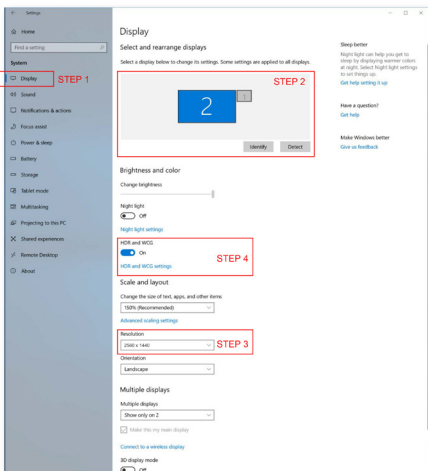 Settings
Home
Find a setting
System
Display
STEP 1
Sound
Notifications & actions
Focus assist
Power & sleep
Battery
Storage
Tablet mode
Multitasking
Projecting to this PC
Shared experiences
Remote Desktop
About
Display
Select and rearrange displays
Select a display below to change its settings. Some settings are applied to all displays.
STEP 2
2
1
Identify
Detect
Brightness and color
Change brightness
Night light
Off
Night light settings
HDR and WCG
On
STEP 4
HDR and WCG settings
Scale and layout
Change the size of text, apps, and other items
150% (Recommended)
Advanced scaling settings
Resolution
2560 x 1440
STEP 3
Orientation
Landscape
Multiple displays
Multiple displays
Show only on 2
Make this my main display
Connect to a wireless display
3D display mode
Off
Sleep better
Night light can help you get to
sleep by displaying warmer colors
at night. Select Night light settings
to set things up.
Get help setting it up
Have a question?
Get help
Make Windows better
Give us feedback